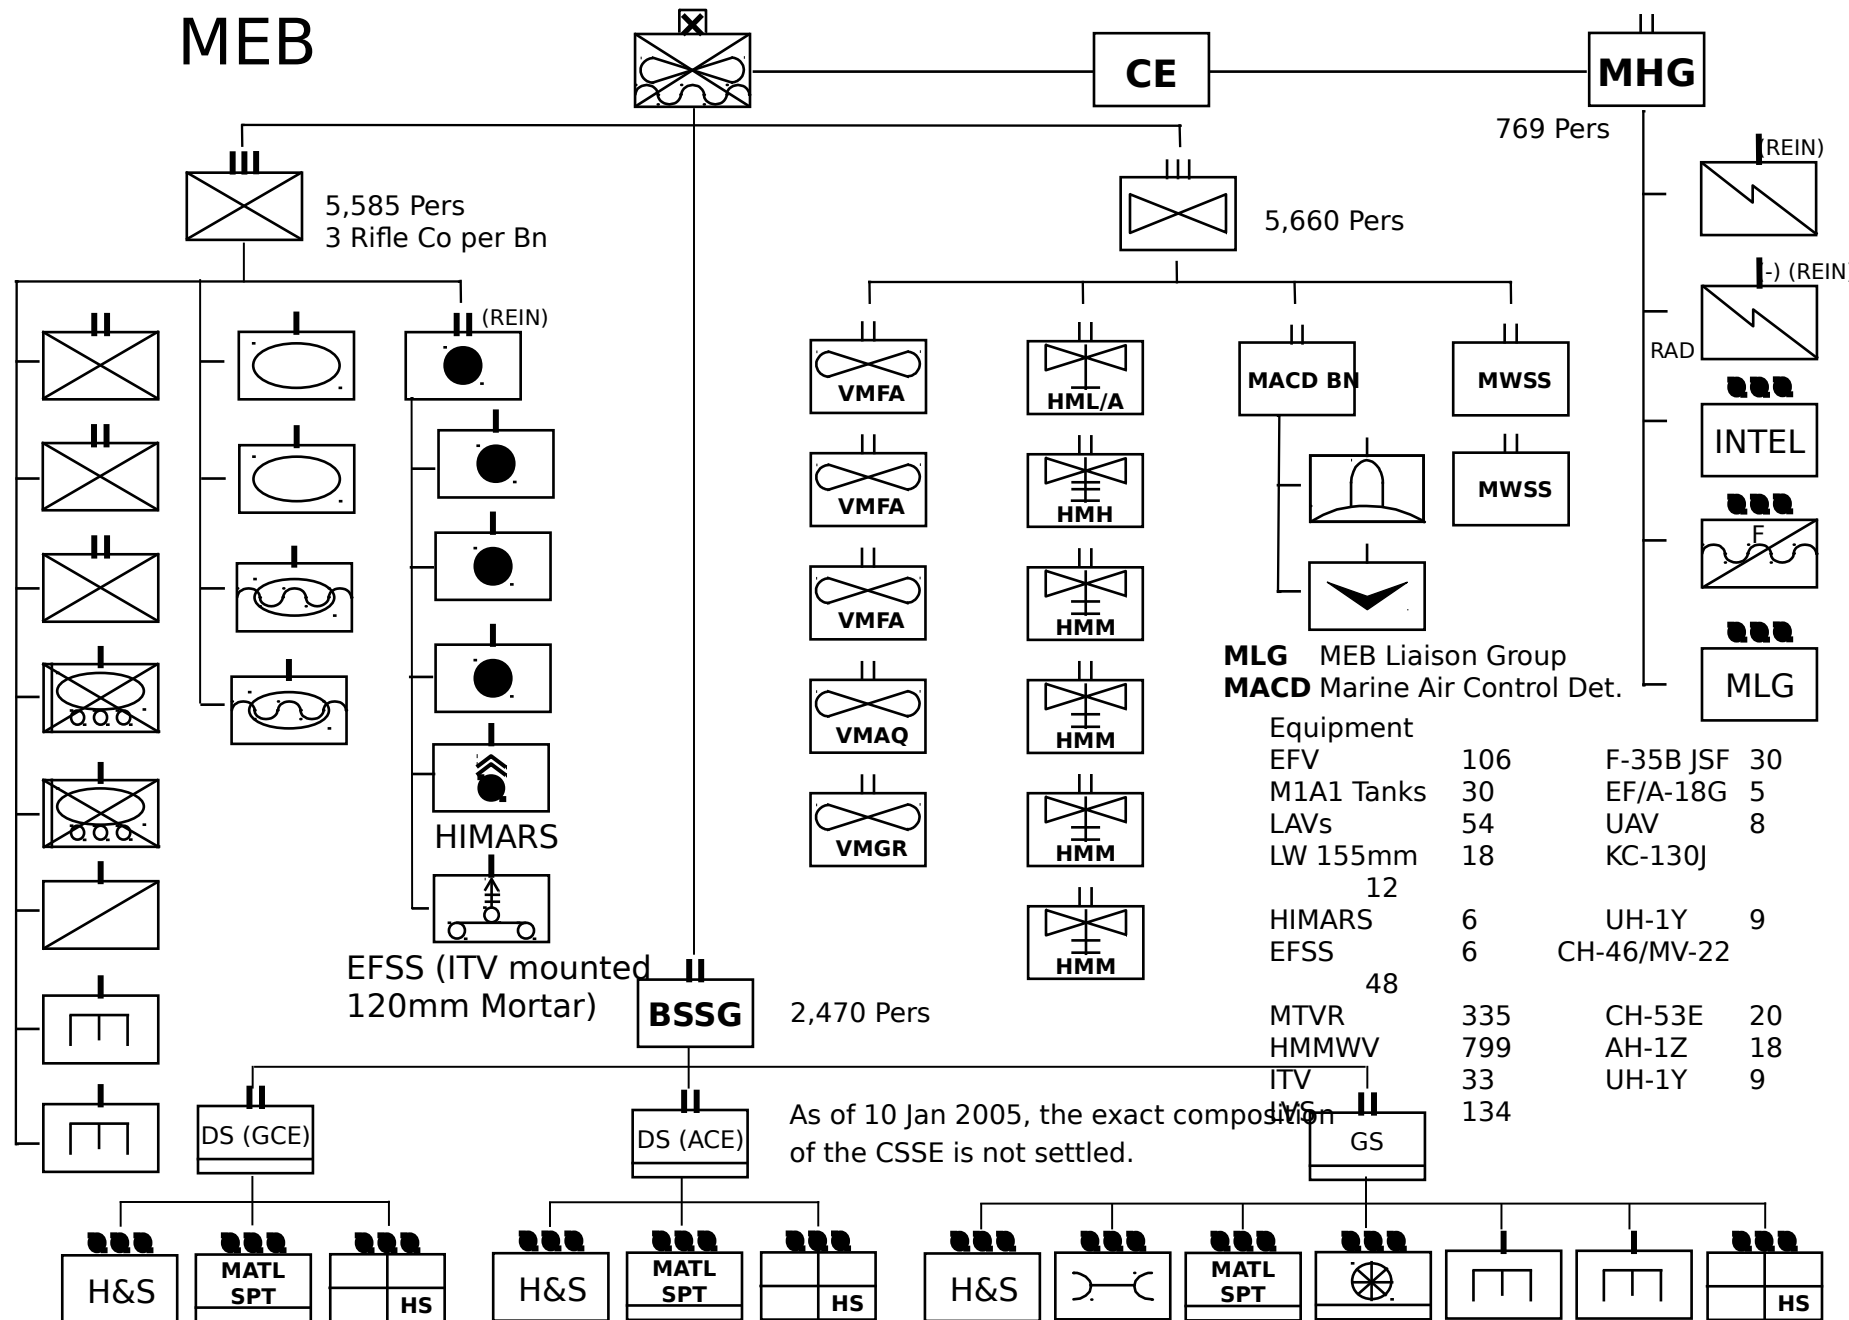 MEB
CE
MHG
769 Pers
(REIN)
5,585 Pers
3 Rifle Co per Bn
5,660 Pers
-) (REIN)
(REIN)
RAD
VMFA
HML/A
MACD BN
MWSS
INTEL
VMFA
HMH
MWSS
F
VMFA
HMM
MLG MEB Liaison Group
MACD Marine Air Control Det.
MLG
VMAQ
HMM
Equipment
EFV 106 F-35B JSF 30
M1A1 Tanks 30 EF/A-18G 5
LAVs 54 UAV 8
LW 155mm 18 KC-130J
12
HIMARS 6 UH-1Y 9
EFSS 6 CH-46/MV-22
48
MTVR 335 CH-53E 20
HMMWV 799 AH-1Z 18
ITV 33 UH-1Y 9
LVS 134
HIMARS
VMGR
HMM
HMM
EFSS (ITV mounted
120mm Mortar)
BSSG
2,470 Pers
DS (GCE)
DS (ACE)
As of 10 Jan 2005, the exact composition
of the CSSE is not settled.
GS
H&S
MATL
SPT
HS
H&S
MATL
SPT
HS
H&S
MATL
SPT
HS